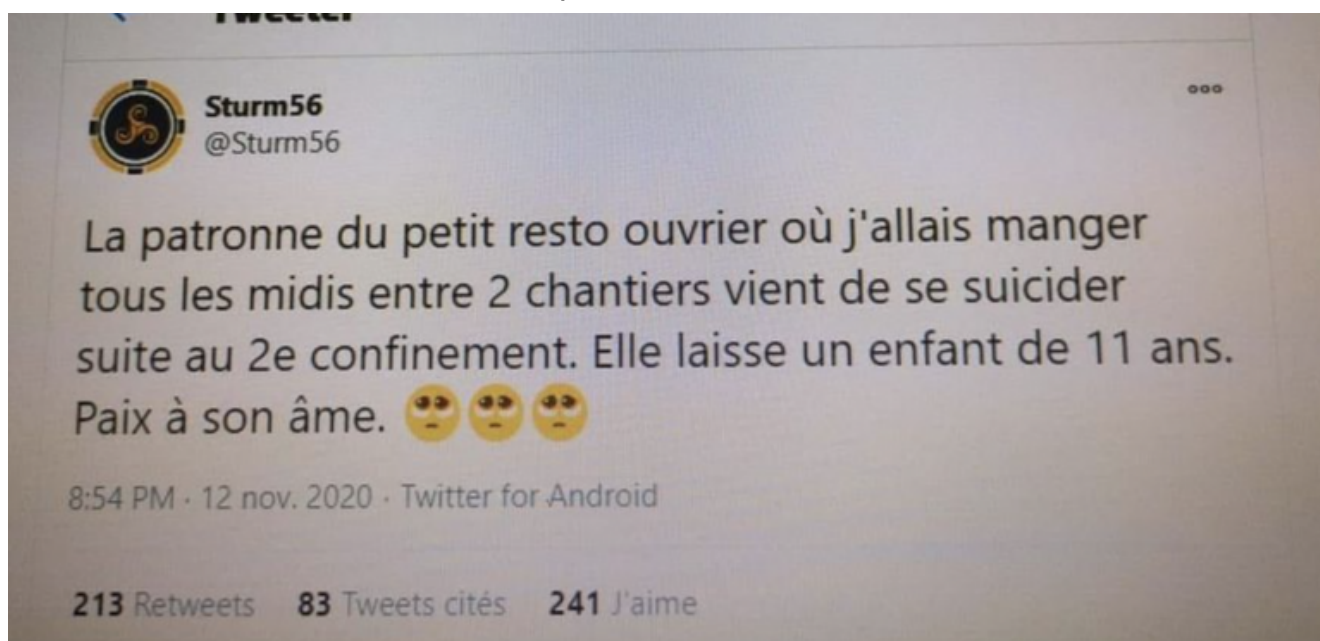 Tweeter
Sturm56
@Sturm56
La patronne du petit resto ouvrier où j'allais manger
tous les midis entre 2 chantiers vient de se suicider
suite au 2e confinement. Elle laisse un enfant de 11 ans.
Paix à son âme. 🥺🥺🥺
8:54 PM · 12 nov. 2020 · Twitter for Android
213 Retweets 83 Tweets cités 241 J'aime